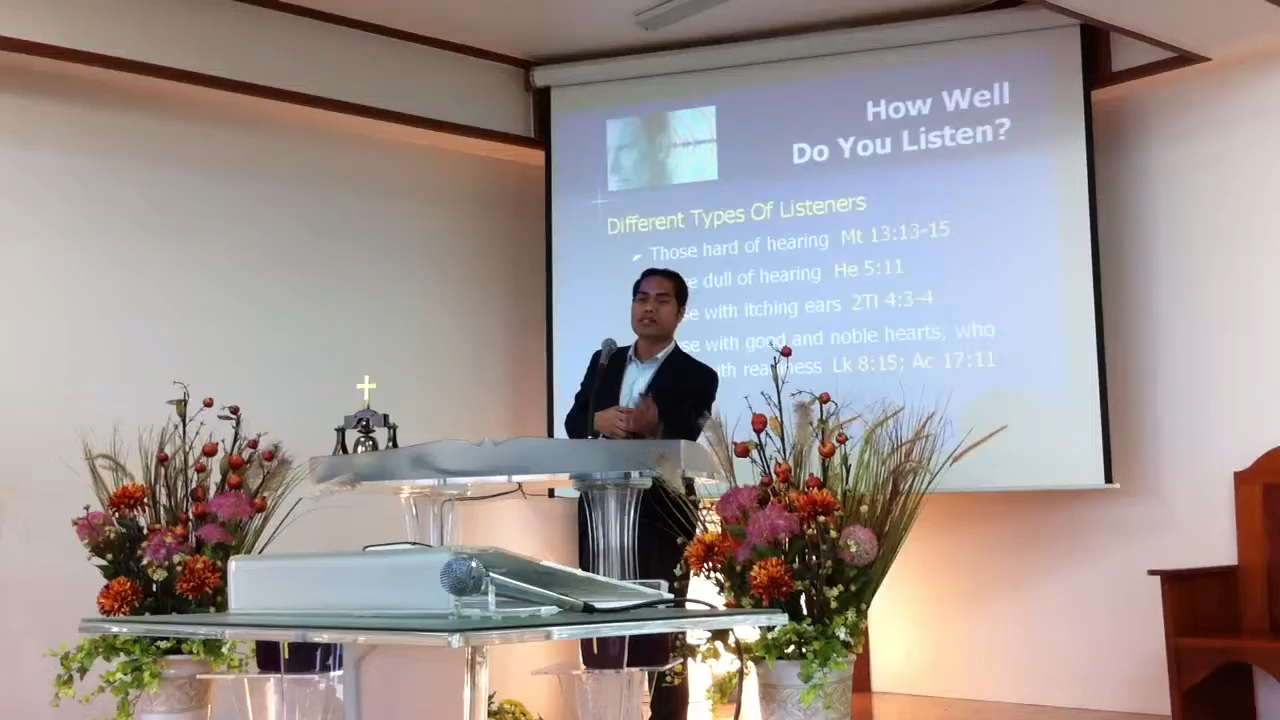 How Well
Do You Listen?
Different Types Of Listeners
Those hard of hearing Mt 13:13-15
dull of hearing He 5:11
with itching ears 2TI 4:3-4
with good and noble hearts, who
Lk 8:15; Ac 17:11